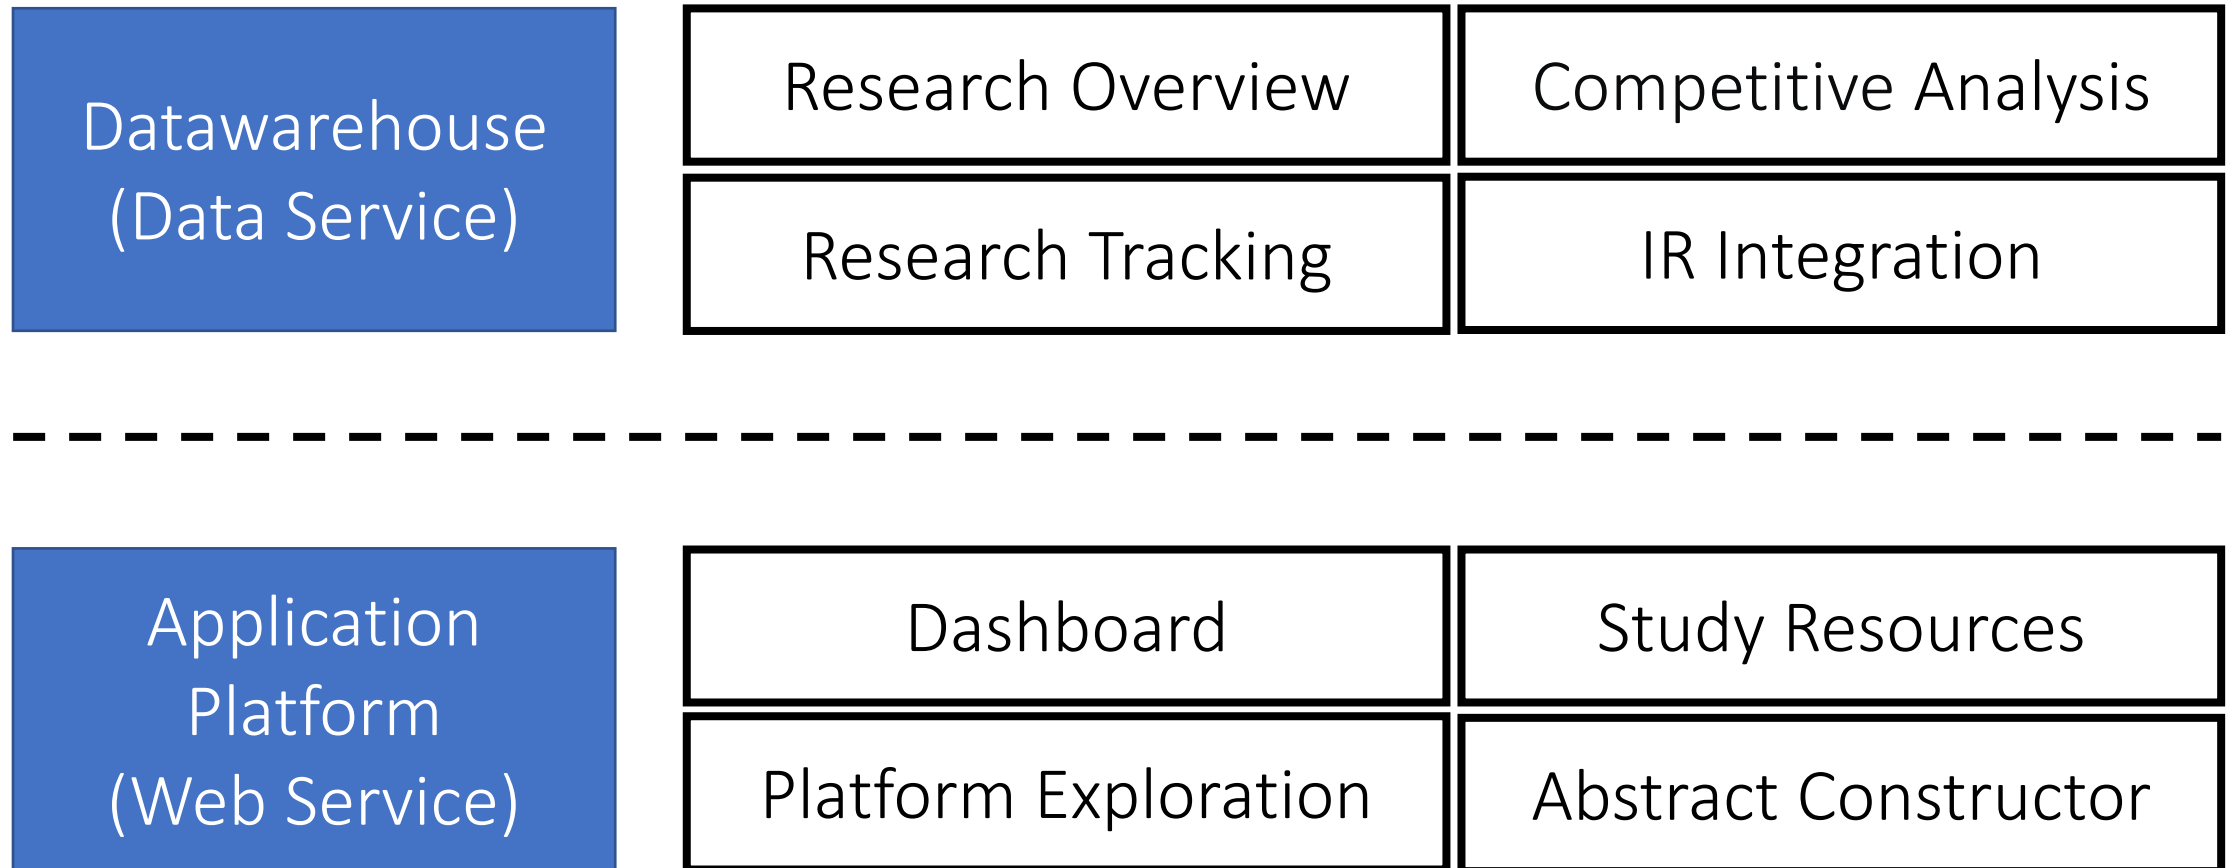 Datawarehouse
(Data Service)
Research Overview
Competitive Analysis
Research Tracking
IR Integration
Application
Platform
(Web Service)
Dashboard
Study Resources
Platform Exploration
Abstract Constructor